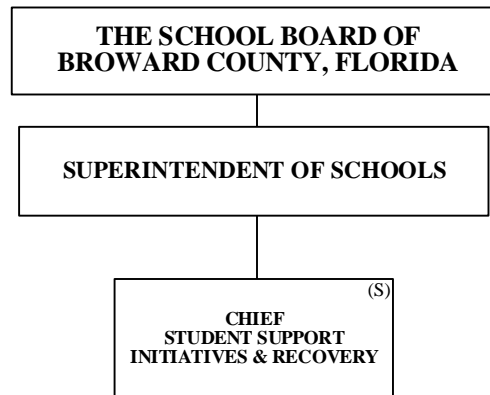 THE SCHOOL BOARD OF
BROWARD COUNTY, FLORIDA
SUPERINTENDENT OF SCHOOLS
(S)
CHIEF
STUDENT SUPPORT
INITIATIVES & RECOVERY